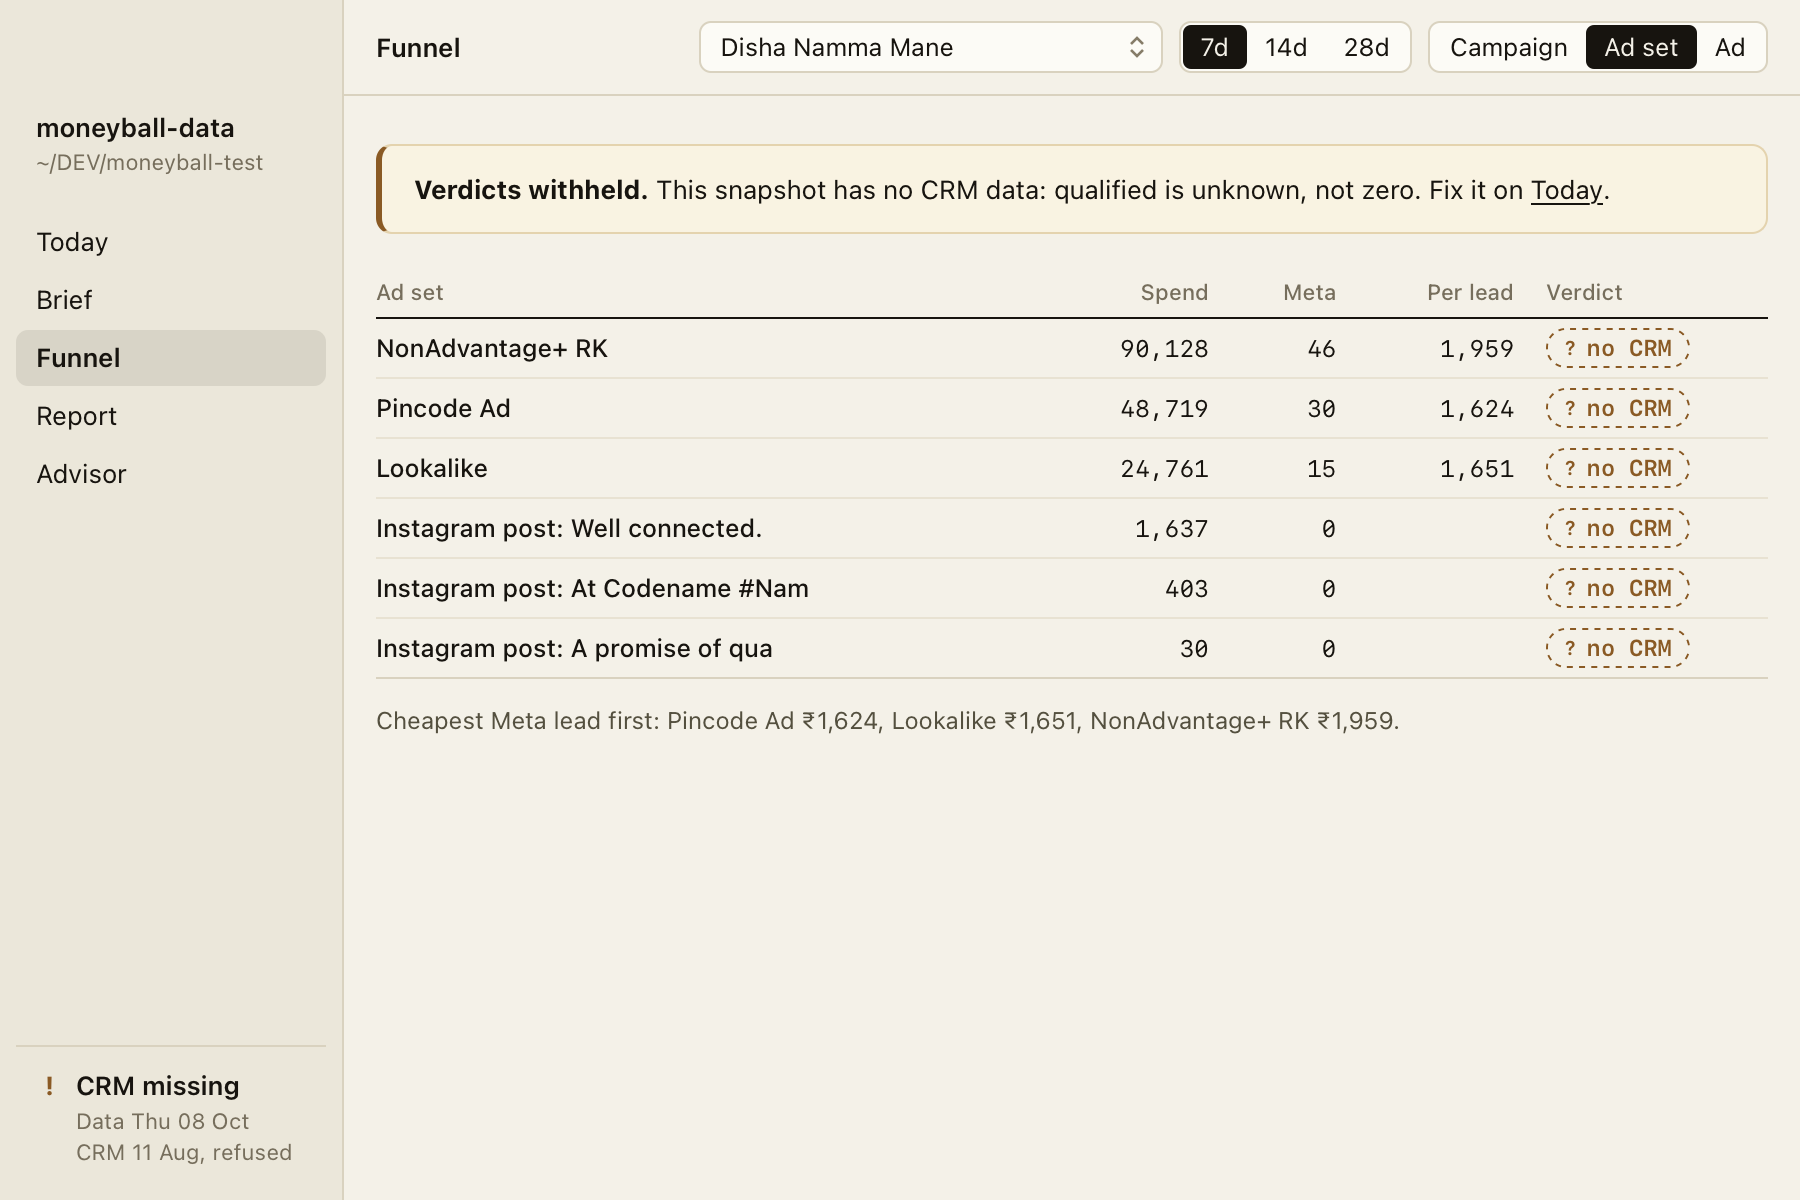 Funnel
Disha Namma Mane
7d 14d 28d
Campaign Ad set Ad
moneyball-data
~/DEV/moneyball-test
Today
Brief
Funnel
Report
Advisor
Verdicts withheld. This snapshot has no CRM data: qualified is unknown, not zero. Fix it on Today.
Ad set Spend Meta Per lead Verdict
NonAdvantage+ RK 90,128 46 1,959 ? no CRM
Pincode Ad 48,719 30 1,624 ? no CRM
Lookalike 24,761 15 1,651 ? no CRM
Instagram post: Well connected. 1,637 0 ? no CRM
Instagram post: At Codename #Nam 403 0 ? no CRM
Instagram post: A promise of qua 30 0 ? no CRM
Cheapest Meta lead first: Pincode Ad ₹1,624, Lookalike ₹1,651, NonAdvantage+ RK ₹1,959.
! CRM missing
Data Thu 08 Oct
CRM 11 Aug, refused